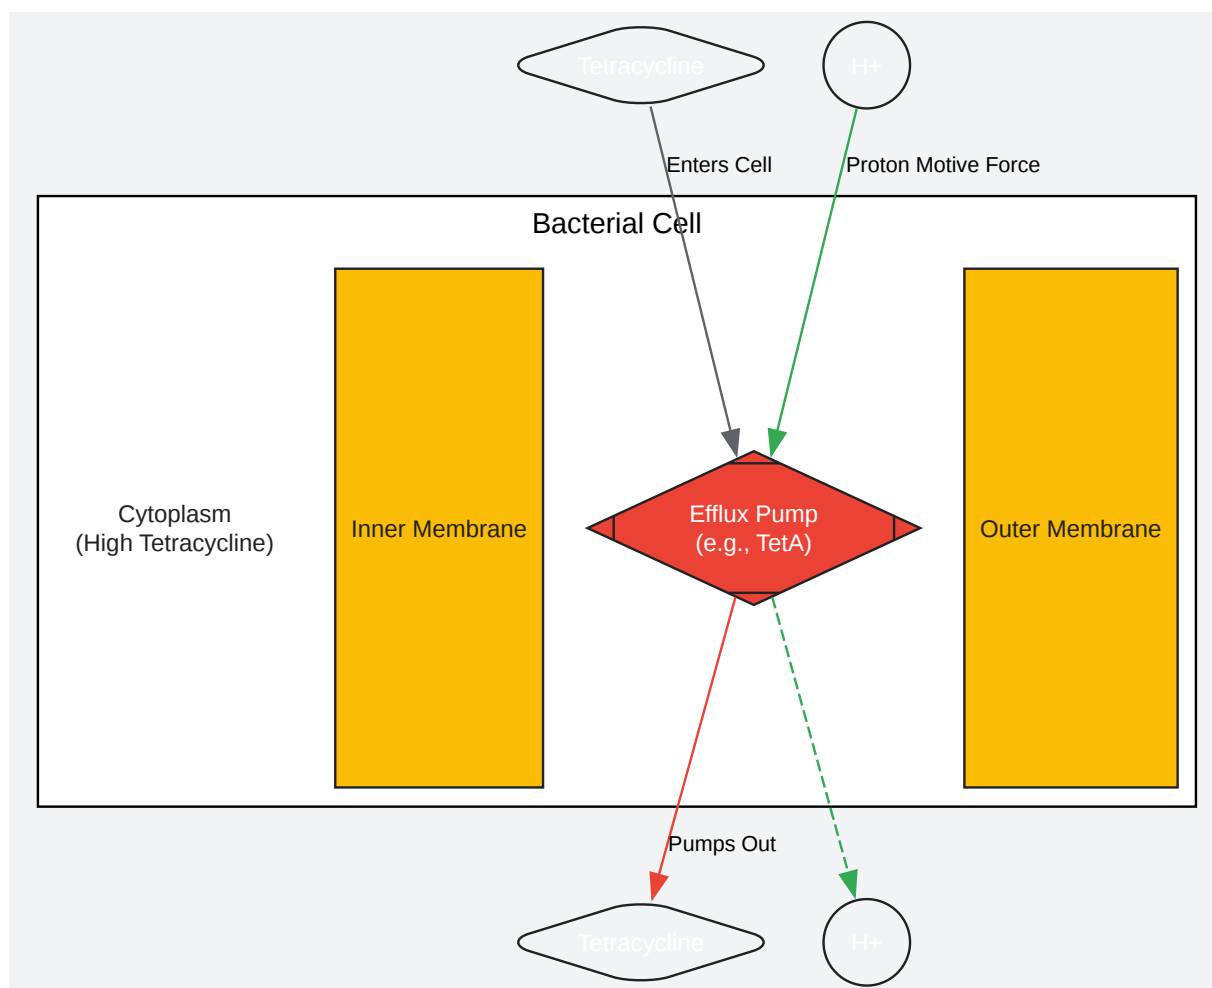 Tetracycline
H+
Enters Cell
Proton Motive Force
Bacterial Cell
Cytoplasm
(High Tetracycline)
Inner Membrane
Efflux Pump
(e.g., TetA)
Outer Membrane
Pumps Out
Tetracycline
H+